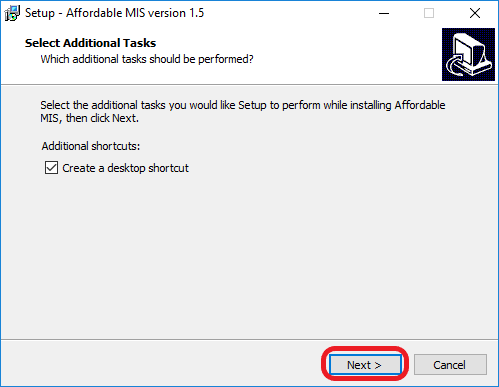 Setup - Affordable MIS version 1.5
Select Additional Tasks
Which additional tasks should be performed?
Select the additional tasks you would like Setup to perform while installing Affordable
MIS, then click Next.
Additional shortcuts:
Create a desktop shortcut
Next >
Cancel